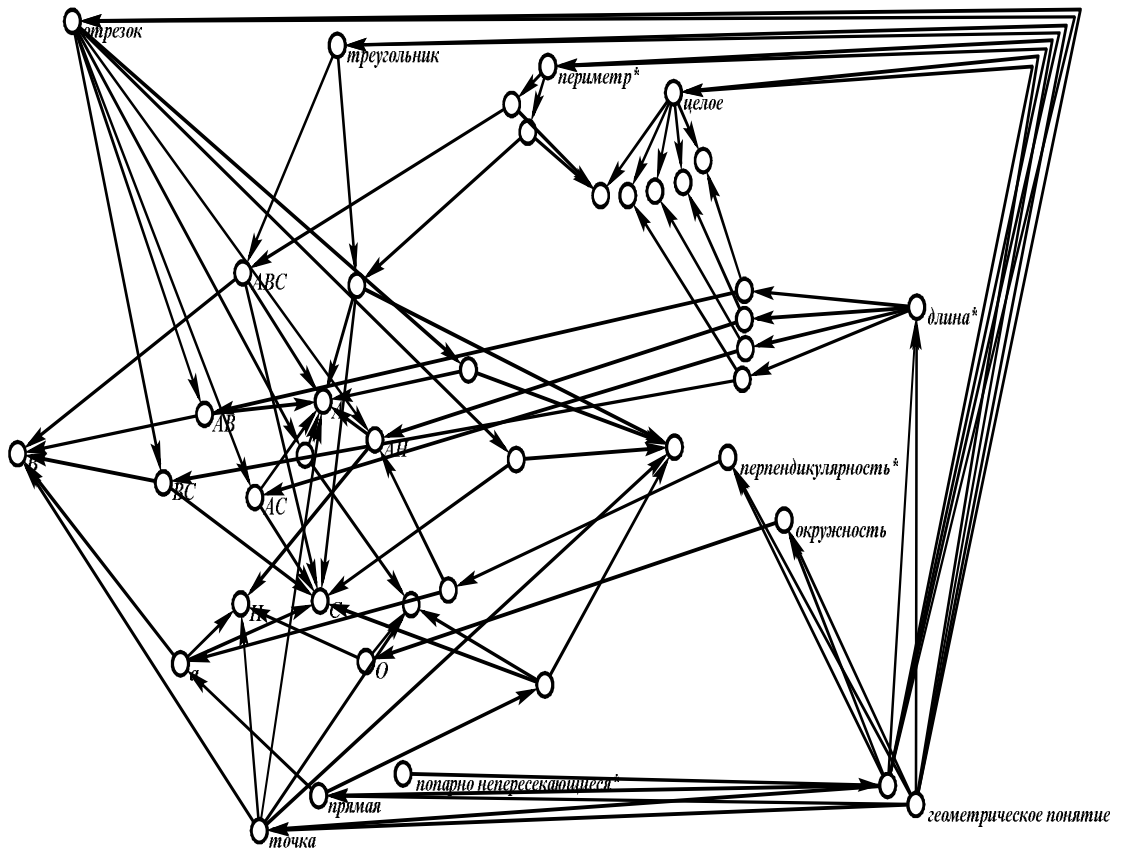 отрезок
треугольник
периметр*
целое
ABC
длина*
A
AB
AH
B
перпендикулярность*
BC
AC
окружность
H
C
O
a
попарно непересекающиеся*
прямая
геометрическое понятие
точка